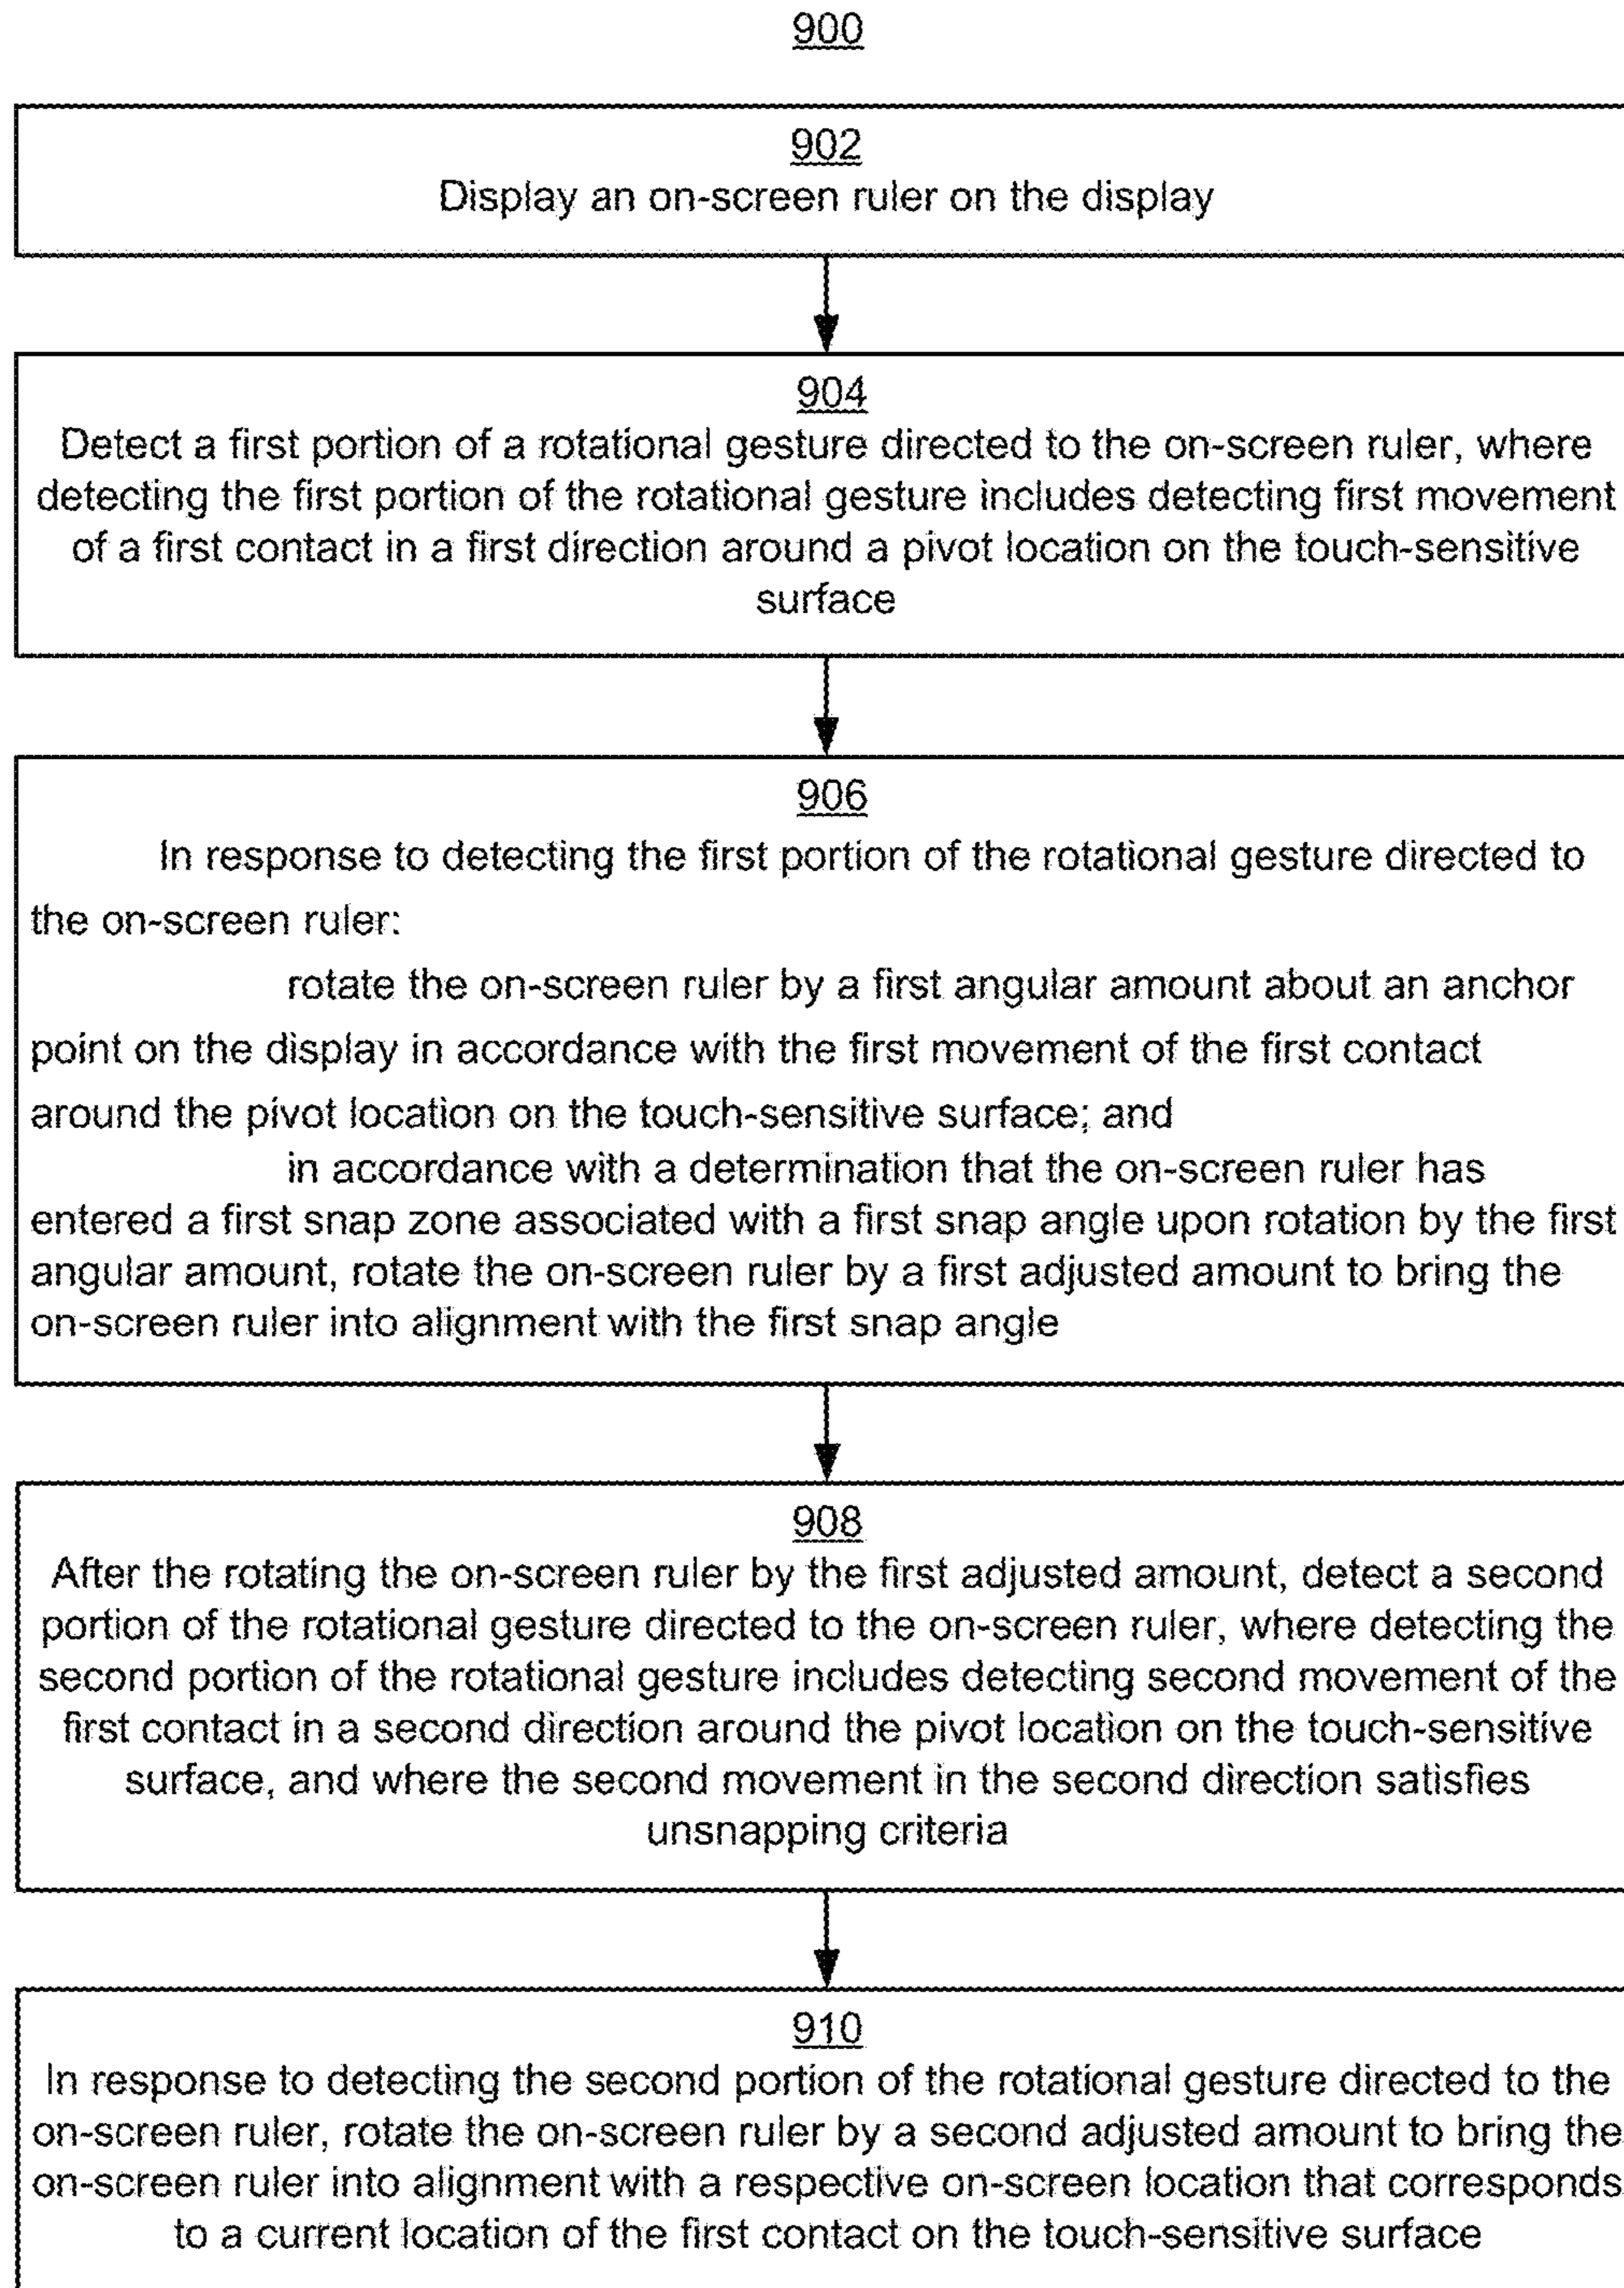 900
902
Display an on-screen ruler on the display
904
Detect a first portion of a rotational gesture directed to the on-screen ruler, where
detecting the first portion of the rotational gesture includes detecting first movement
of a first contact in a first direction around a pivot location on the touch-sensitive
surface
906
In response to detecting the first portion of the rotational gesture directed to
the on-screen ruler:
rotate the on-screen ruler by a first angular amount about an anchor
point on the display in accordance with the first movement of the first contact
around the pivot location on the touch-sensitive surface; and
in accordance with a determination that the on-screen ruler has
entered a first snap zone associated with a first snap angle upon rotation by the first
angular amount, rotate the on-screen ruler by a first adjusted amount to bring the
on-screen ruler into alignment with the first snap angle
908
After the rotating the on-screen ruler by the first adjusted amount, detect a second
portion of the rotational gesture directed to the on-screen ruler, where detecting the
second portion of the rotational gesture includes detecting second movement of the
first contact in a second direction around the pivot location on the touch-sensitive
surface, and where the second movement in the second direction satisfies
unsnapping criteria
910
In response to detecting the second portion of the rotational gesture directed to the
on-screen ruler, rotate the on-screen ruler by a second adjusted amount to bring the
on-screen ruler into alignment with a respective on-screen location that corresponds
to a current location of the first contact on the touch-sensitive surface